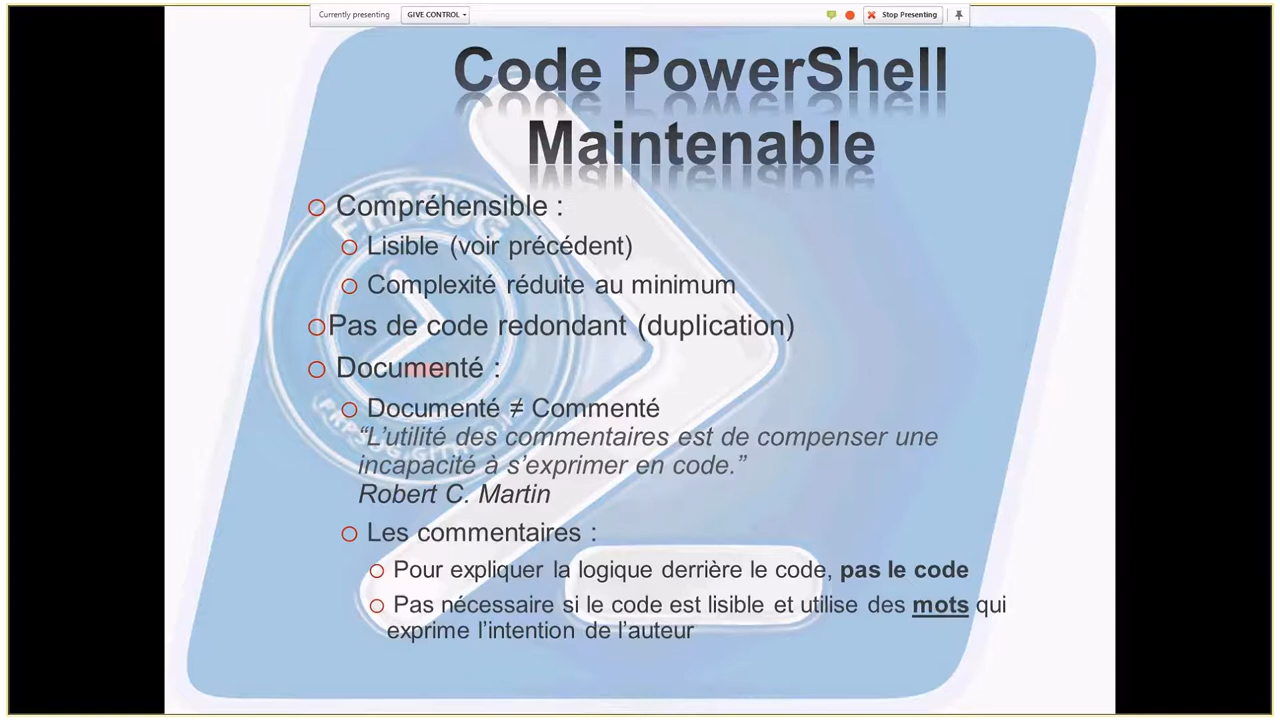 Currently presenting GIVE CONTROL Stop Presenting
Code PowerShell
Maintenable
Compréhensible :
Lisible (voir précédent)
Complexité réduite au minimum
Pas de code redondant (duplication)
Documenté :
Documenté ≠ Commenté
“L’utilité des commentaires est de compenser une
incapacité à s’exprimer en code.”
Robert C. Martin
Les commentaires :
Pour expliquer la logique derrière le code, pas le code
Pas nécessaire si le code est lisible et utilise des mots qui
exprime l’intention de l’auteur
FRPSUG